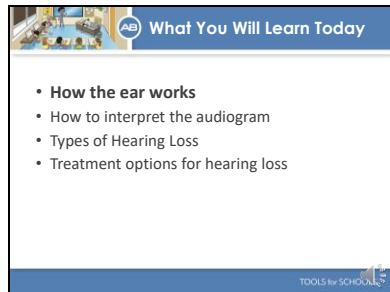 AB What You Will Learn Today
• How the ear works
• How to interpret the audiogram
• Types of Hearing Loss
• Treatment options for hearing loss
TOOLS for SCHOOLS